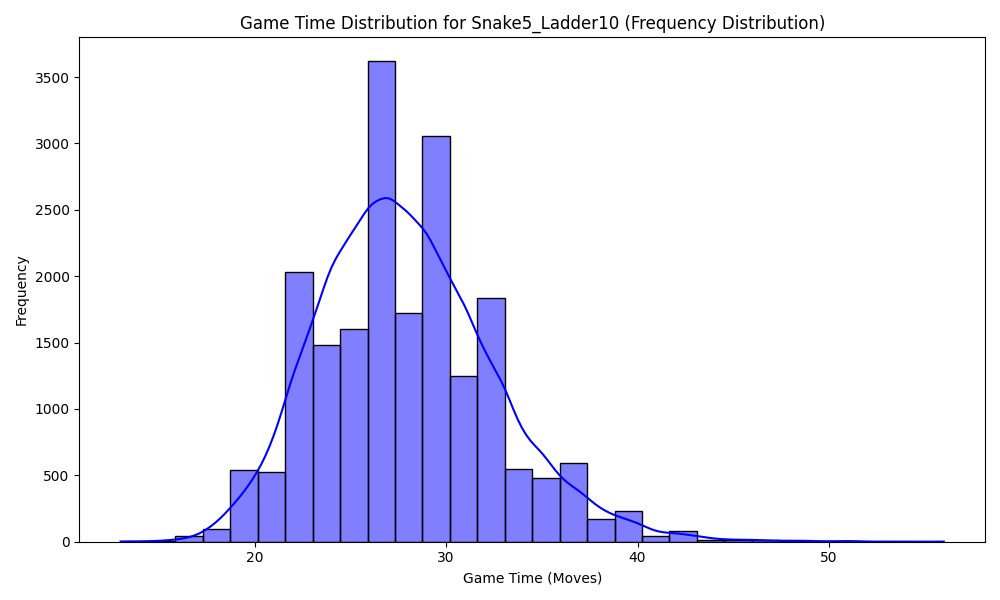 Game Time Distribution for Snake5_Ladder10 (Frequency Distribution)
Frequency
3500
3000
2500
2000
1500
1000
500
0
20 30 40 50
Game Time (Moves)